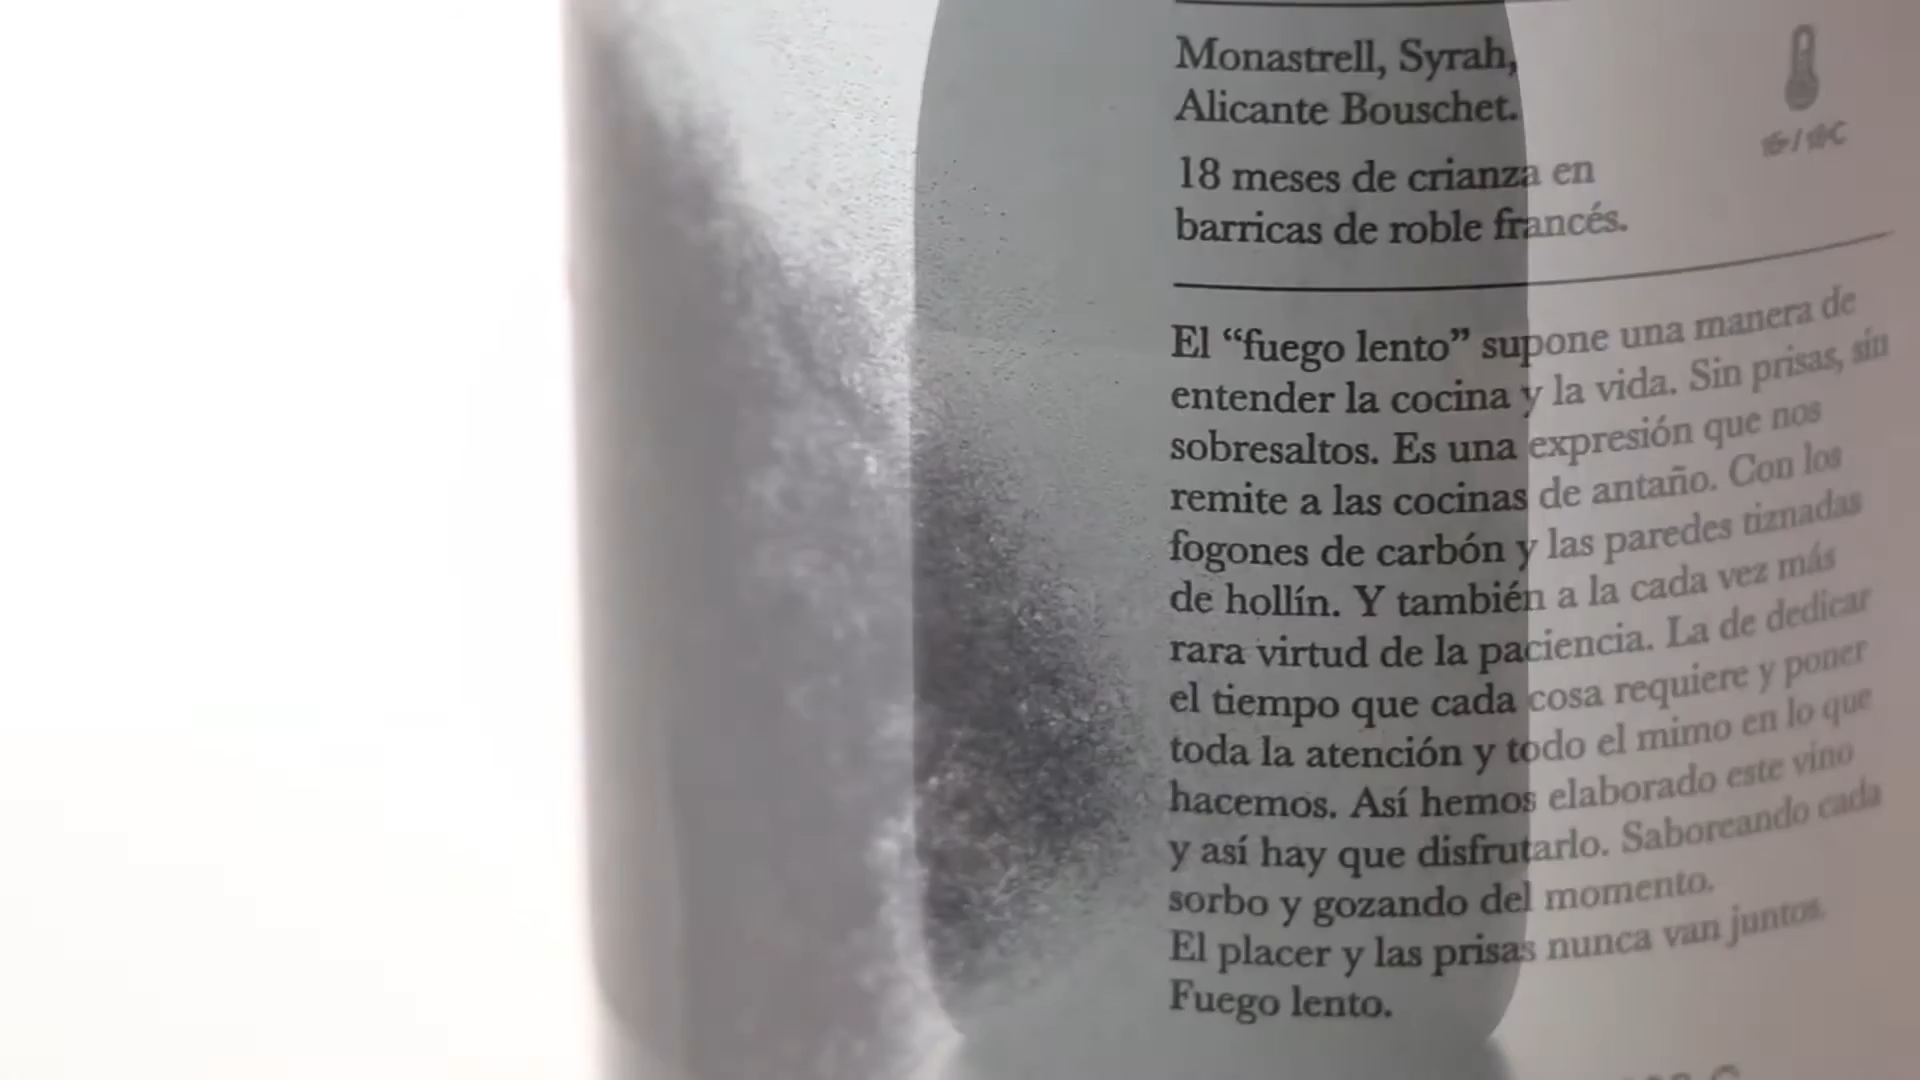 Monastrell, Syrah,
Alicante Bouschet.
18 meses de crianza en
barricas de roble francés.
El “fuego lento” supone una manera de
entender la cocina y la vida. Sin prisas, sin
sobresaltos. Es una expresión que nos
remite a las cocinas de antaño. Con los
fogones de carbón y las paredes tiznadas
de hollín. Y también a la cada vez más
rara virtud de la paciencia. La de dedicar
el tiempo que cada cosa requiere y poner
toda la atención y todo el mimo en lo que
hacemos. Así hemos elaborado este vino
y así hay que disfrutarlo. Saboreando cada
sorbo y gozando del momento.
El placer y las prisas nunca van juntos.
Fuego lento.